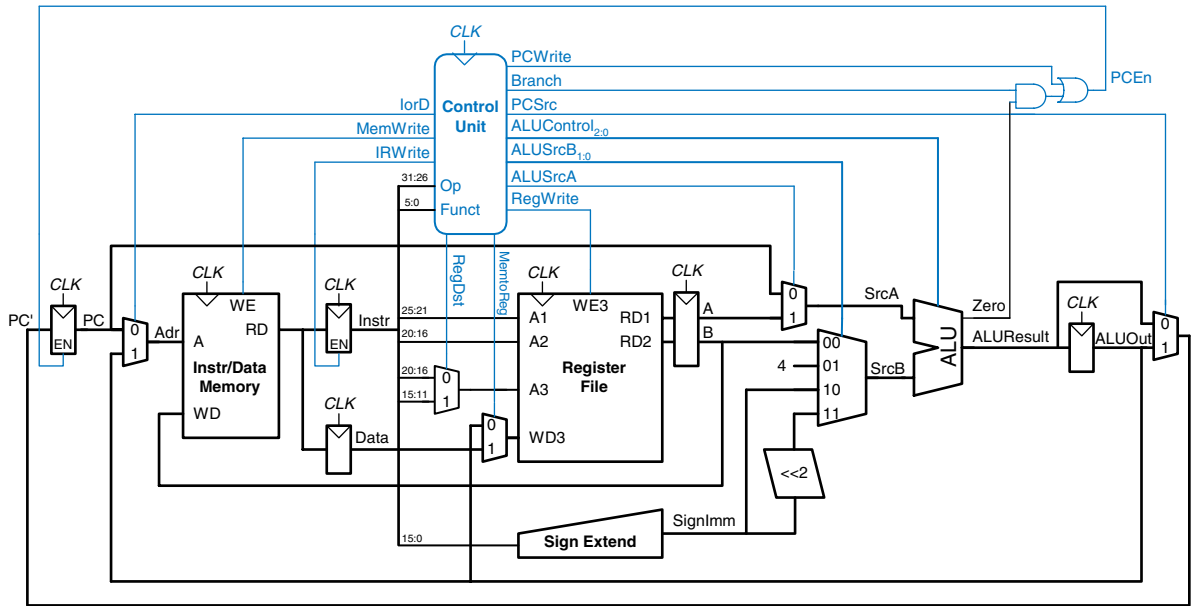 CLK
PCWrite
Branch
PCEn
IorD
Control
Unit
PCSrc
MemWrite
ALUControl2:0
IRWrite
ALUSrcB1:0
31:26
Op
ALUSrcA
5:0
Funct
RegWrite
RegDst
MemtoReg
CLK
CLK
CLK
CLK
CLK
CLK
PC'
PC
EN
0
1
Adr
WE
A
RD
Instr/Data
Memory
WD
EN
Instr
CLK
Data
25:21
20:16
20:16
15:11
0
1
0
1
WE3
A1
RD1
A2
RD2
A3
Register
File
WD3
A
B
0
1
SrcA
00
4
01
10
11
SrcB
ALU
Zero
ALUResult
ALUOut
0
1
<<2
SignImm
15:0
Sign Extend